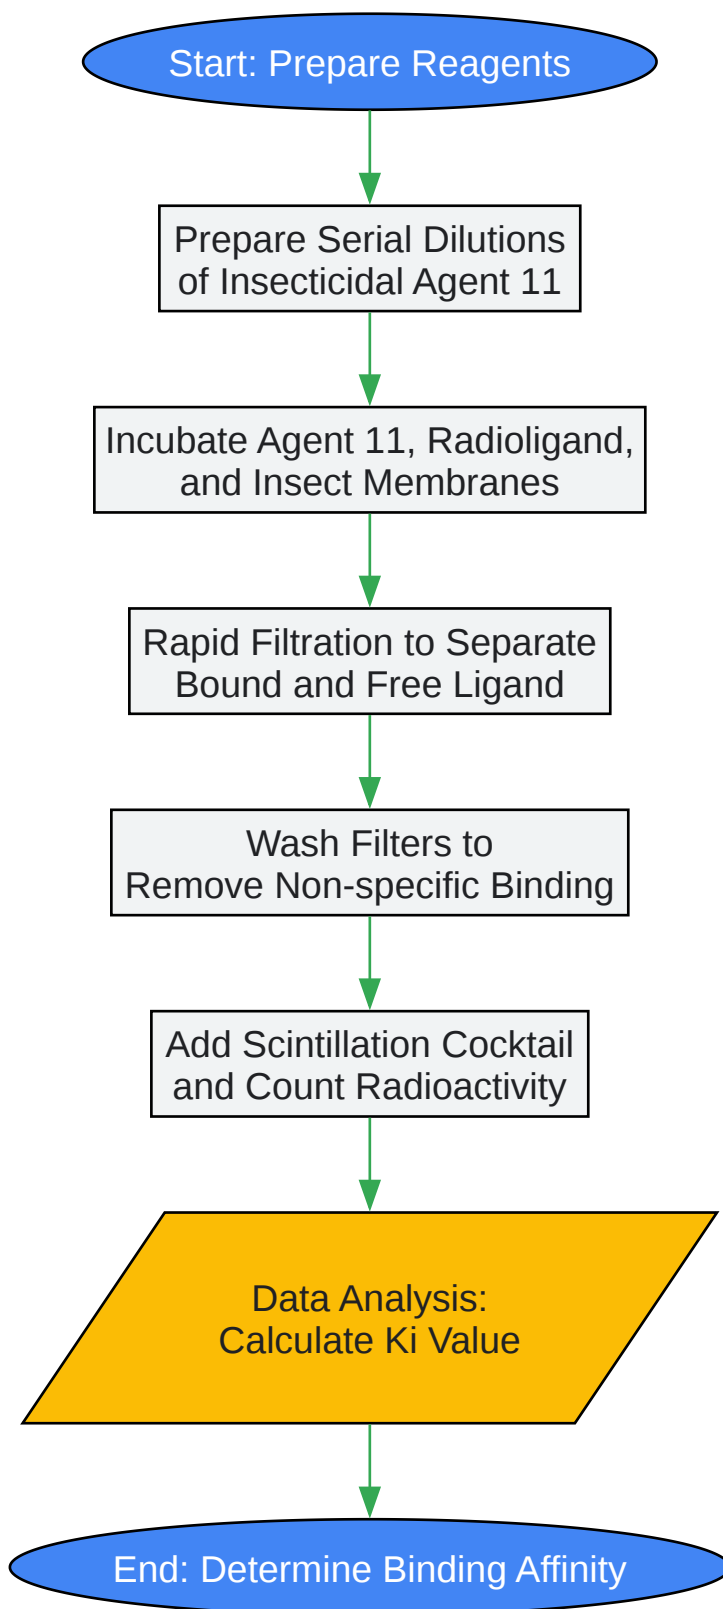 Start: Prepare Reagents
Prepare Serial Dilutions
of Insecticidal Agent 11
Incubate Agent 11, Radioligand,
and Insect Membranes
Rapid Filtration to Separate
Bound and Free Ligand
Wash Filters to
Remove Non-specific Binding
Add Scintillation Cocktail
and Count Radioactivity
Data Analysis:
Calculate Ki Value
End: Determine Binding Affinity